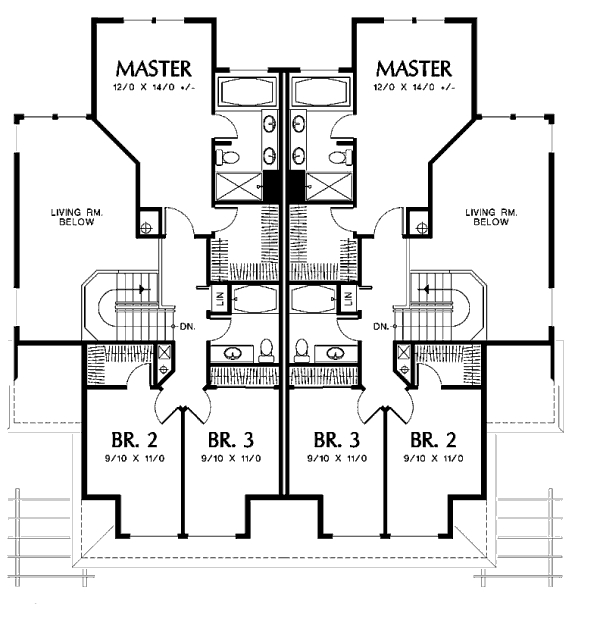 MASTER
12/0 X 14/0 +/-
MASTER
12/0 X 14/0 +/-
LIVING RM.
BELOW
LIVING RM.
BELOW
LIN
LIN
DN.
DN.
BR. 2
9/10 X 11/0
BR. 3
9/10 X 11/0
BR. 3
9/10 X 11/0
BR. 2
9/10 X 11/0